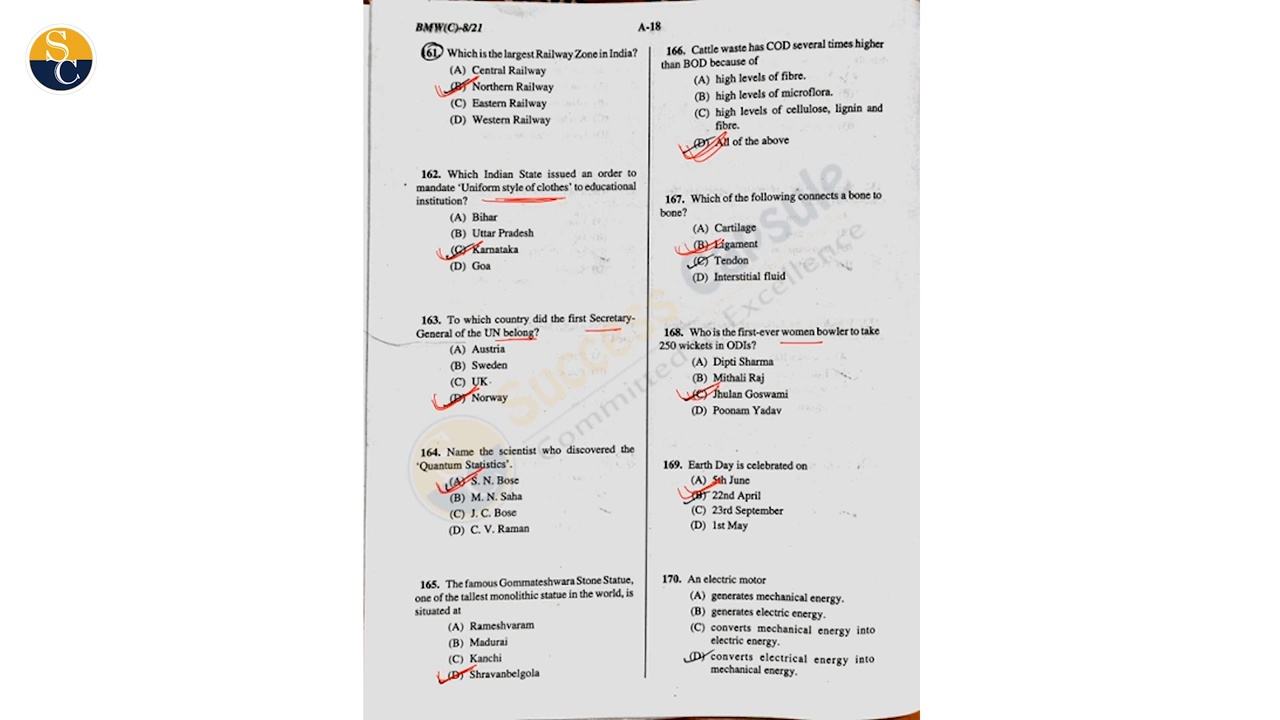 S
C
BMW(C)-8/21
A-18
161. Which is the largest Railway Zone in India?
(A) Central Railway
(B) Northern Railway
(C) Eastern Railway
(D) Western Railway
162. Which Indian State issued an order to
mandate 'Uniform style of clothes' to educational
institution?
(A) Bihar
(B) Uttar Pradesh
(C) Karnataka
(D) Goa
163. To which country did the first Secretary-
General of the UN belong?
(A) Austria
(B) Sweden
(C) UK
(D) Norway
164. Name the scientist who discovered the
'Quantum Statistics'.
(A) S. N. Bose
(B) M. N. Saha
(C) J. C. Bose
(D) C. V. Raman
165. The famous Gommateshwara Stone Statue,
one of the tallest monolithic statue in the world, is
situated at
(A) Rameshvaram
(B) Madurai
(C) Kanchi
(D) Shravanbelgola
166. Cattle waste has COD several times higher
than BOD because of
(A) high levels of fibre.
(B) high levels of microflora.
(C) high levels of cellulose, lignin and
fibre.
(D) All of the above
167. Which of the following connects a bone to
bone?
(A) Cartilage
(B) Ligament
(C) Tendon
(D) Interstitial fluid
168. Who is the first-ever women bowler to take
250 wickets in ODIs?
(A) Dipti Sharma
(B) Mithali Raj
(C) Jhulan Goswami
(D) Poonam Yadav
169. Earth Day is celebrated on
(A) 5th June
(B) 22nd April
(C) 23rd September
(D) 1st May
170. An electric motor
(A) generates mechanical energy.
(B) generates electric energy.
(C) converts mechanical energy into
electric energy.
(D) converts electrical energy into
mechanical energy.
Success Capsule
Committed to Excellence